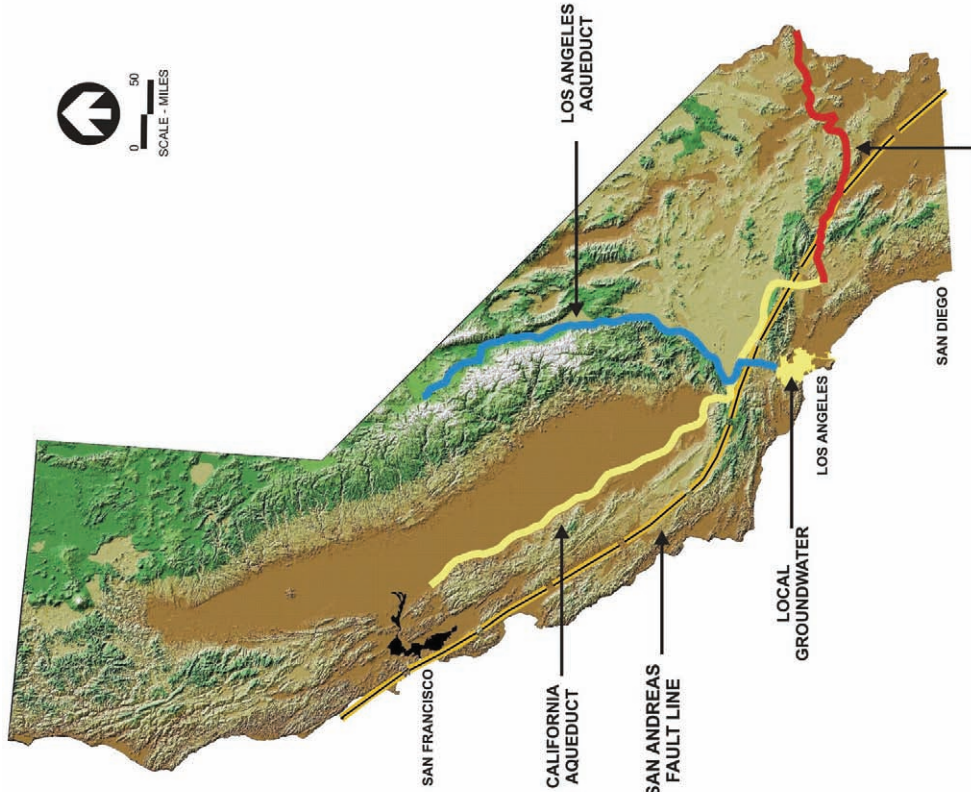 0 50
SCALE - MILES
LOS ANGELES
AQUEDUCT
SAN FRANCISCO
CALIFORNIA
AQUEDUCT
SAN ANDREAS
FAULT LINE
LOCAL
GROUNDWATER
LOS ANGELES
SAN DIEGO